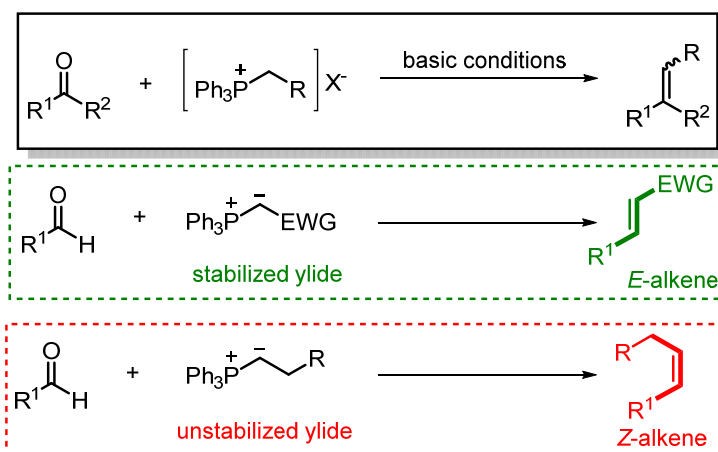 O
R¹ R²
+
[Ph₃P⁺ R] X⁻
basic conditions
R
R¹ R²
O
R¹ H
+
Ph₃P⁺ − EWG
stabilized ylide
EWG
R¹
E-alkene
O
R¹ H
+
Ph₃P⁺ − R
unstabilized ylide
R
R¹
Z-alkene